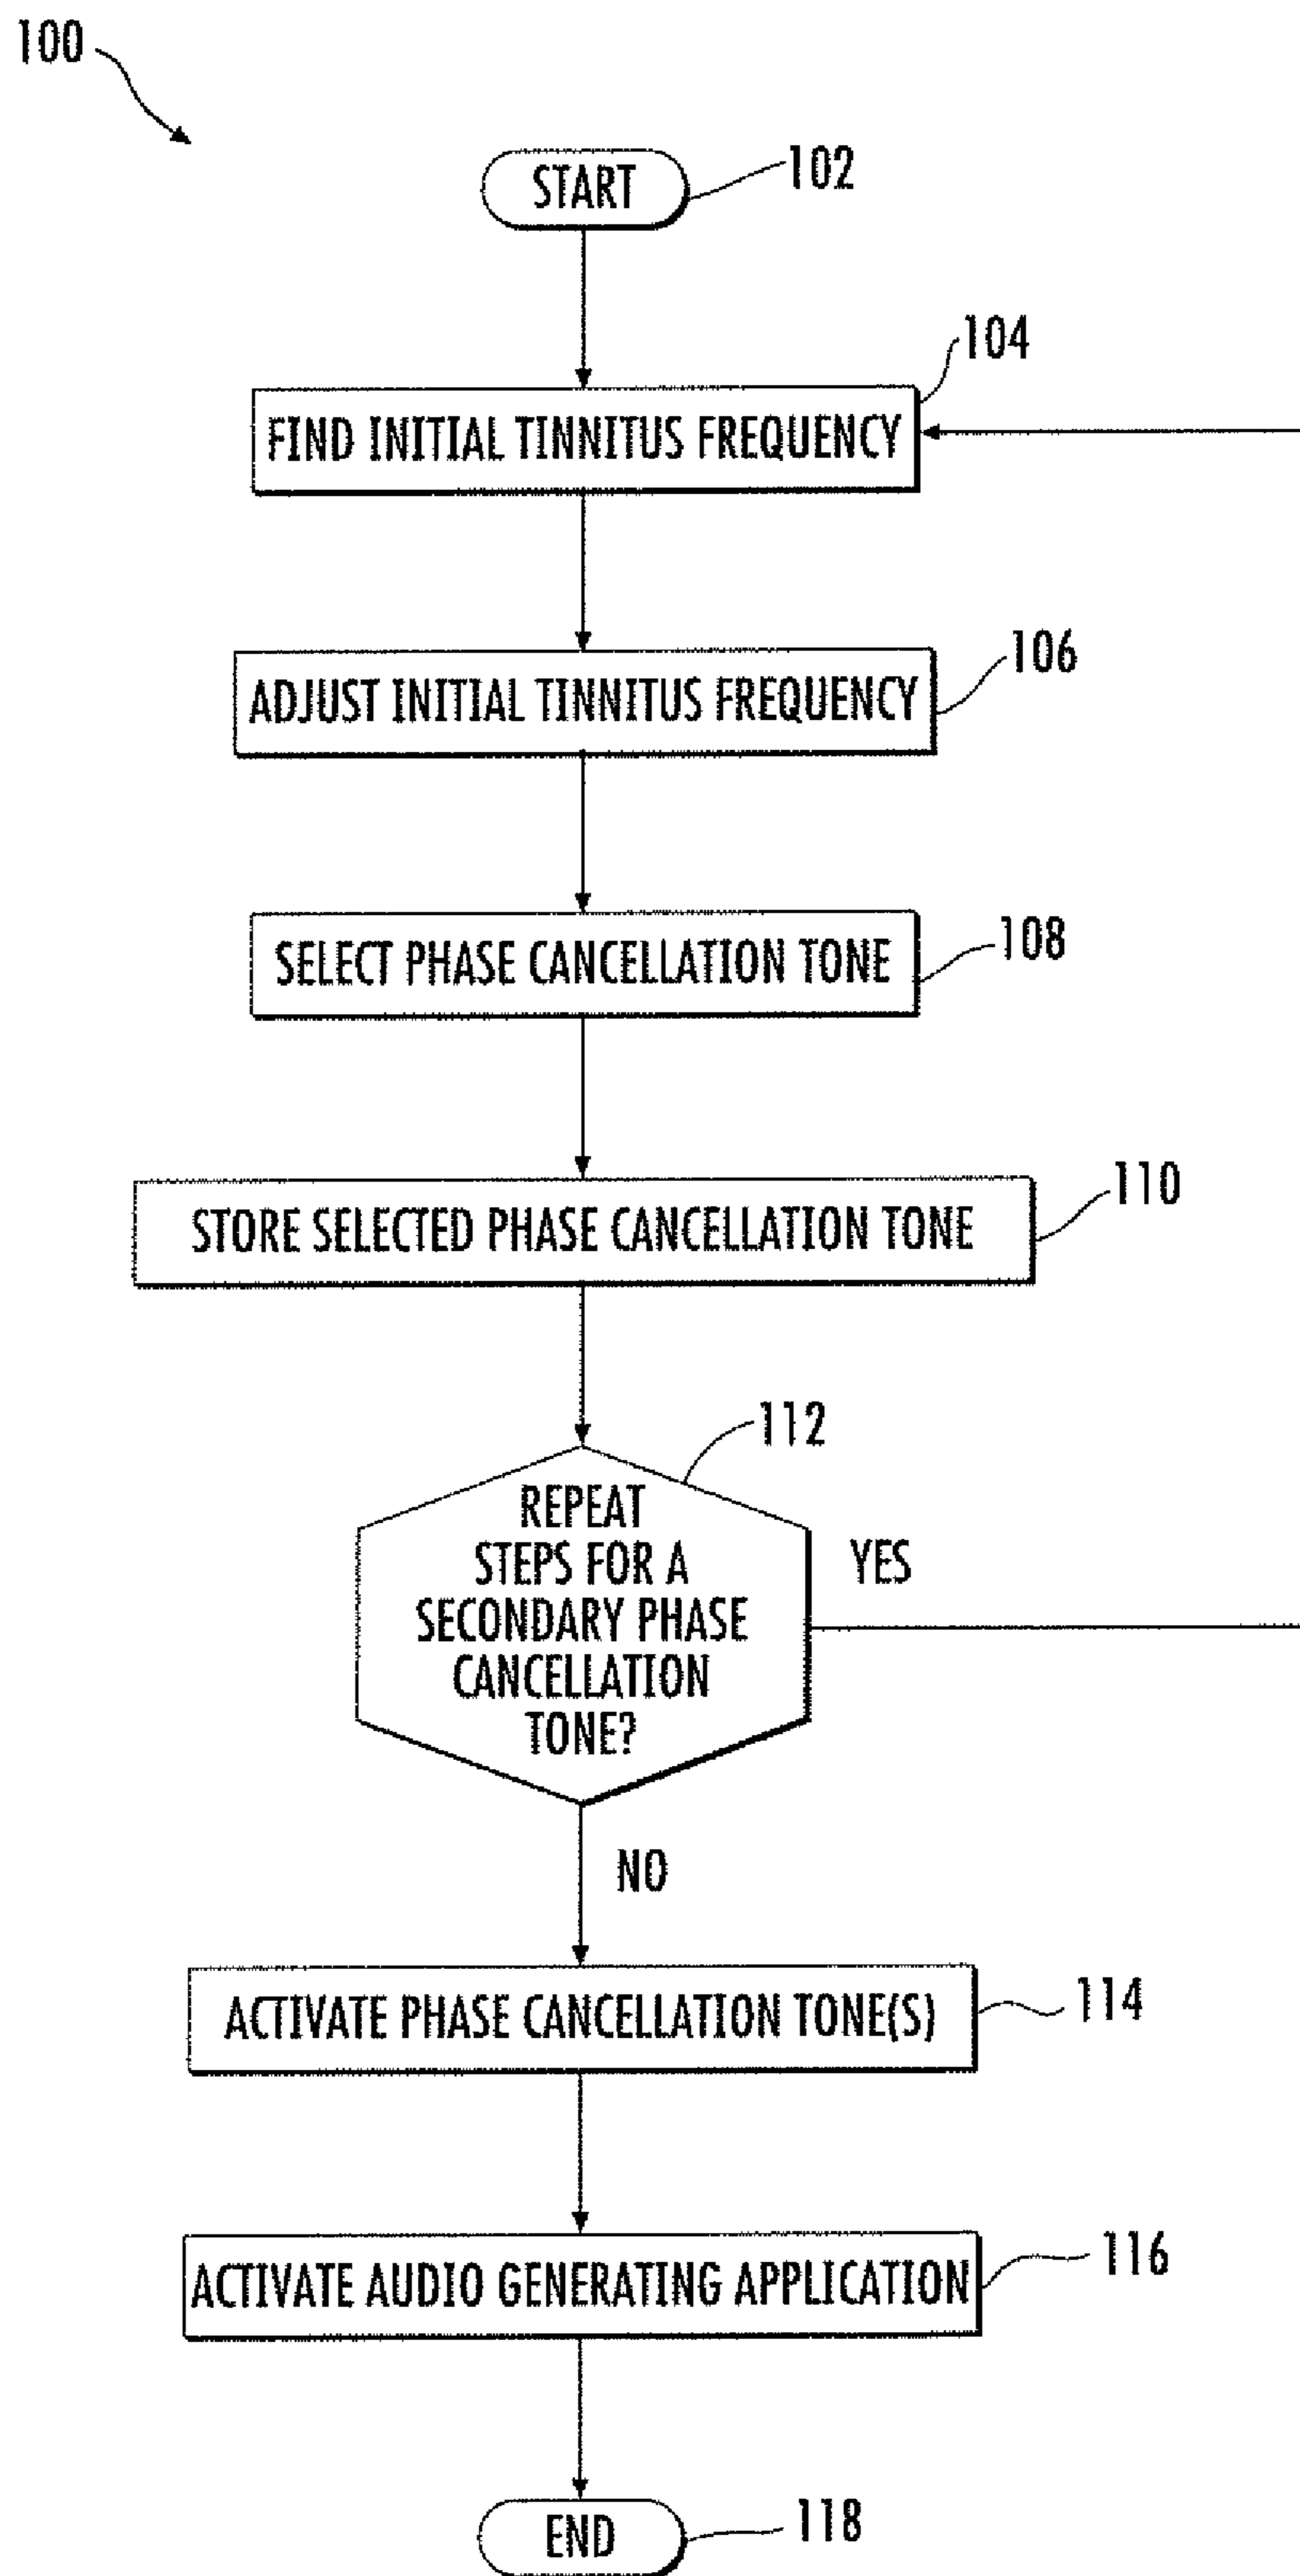 100
START
102
104
FIND INITIAL TINNITUS FREQUENCY
106
ADJUST INITIAL TINNITUS FREQUENCY
SELECT PHASE CANCELLATION TONE
108
STORE SELECTED PHASE CANCELLATION TONE
110
112
REPEAT
STEPS FOR A
SECONDARY PHASE
CANCELLATION
TONE?
YES
NO
ACTIVATE PHASE CANCELLATION TONE(S)
114
ACTIVATE AUDIO GENERATING APPLICATION
116
END
118